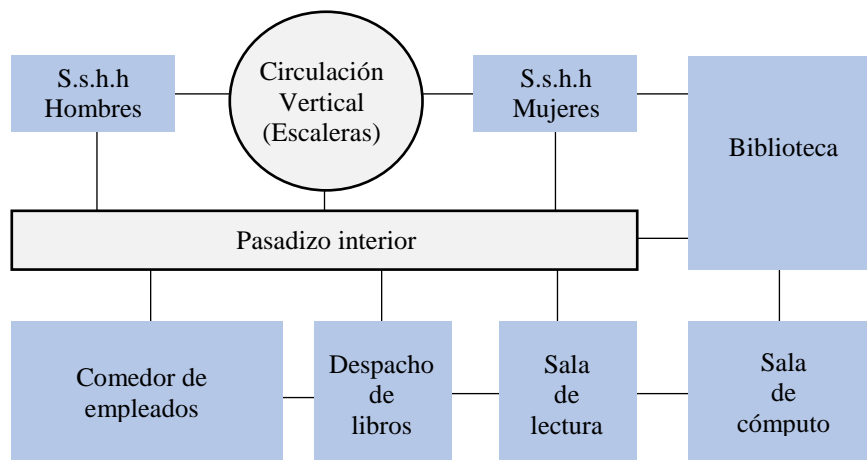 S.s.h.h
Hombres
Circulación
Vertical
(Escaleras)
S.s.h.h
Mujeres
Biblioteca
Pasadizo interior
Comedor de
empleados
Despacho
de
libros
Sala
de
lectura
Sala
de
cómputo